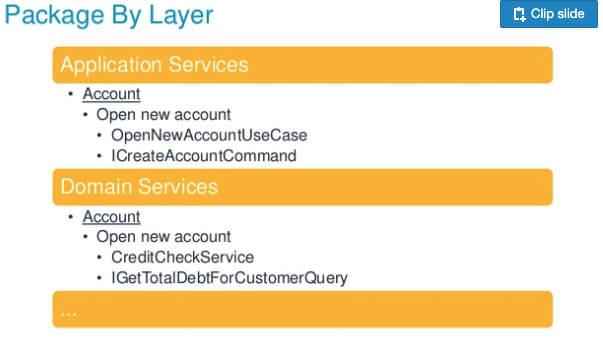 Package By Layer
Clip slide
Application Services
• Account
• Open new account
• OpenNewAccountUseCase
• ICreateAccountCommand
Domain Services
• Account
• Open new account
• CreditCheckService
• IGetTotalDebtForCustomerQuery
...